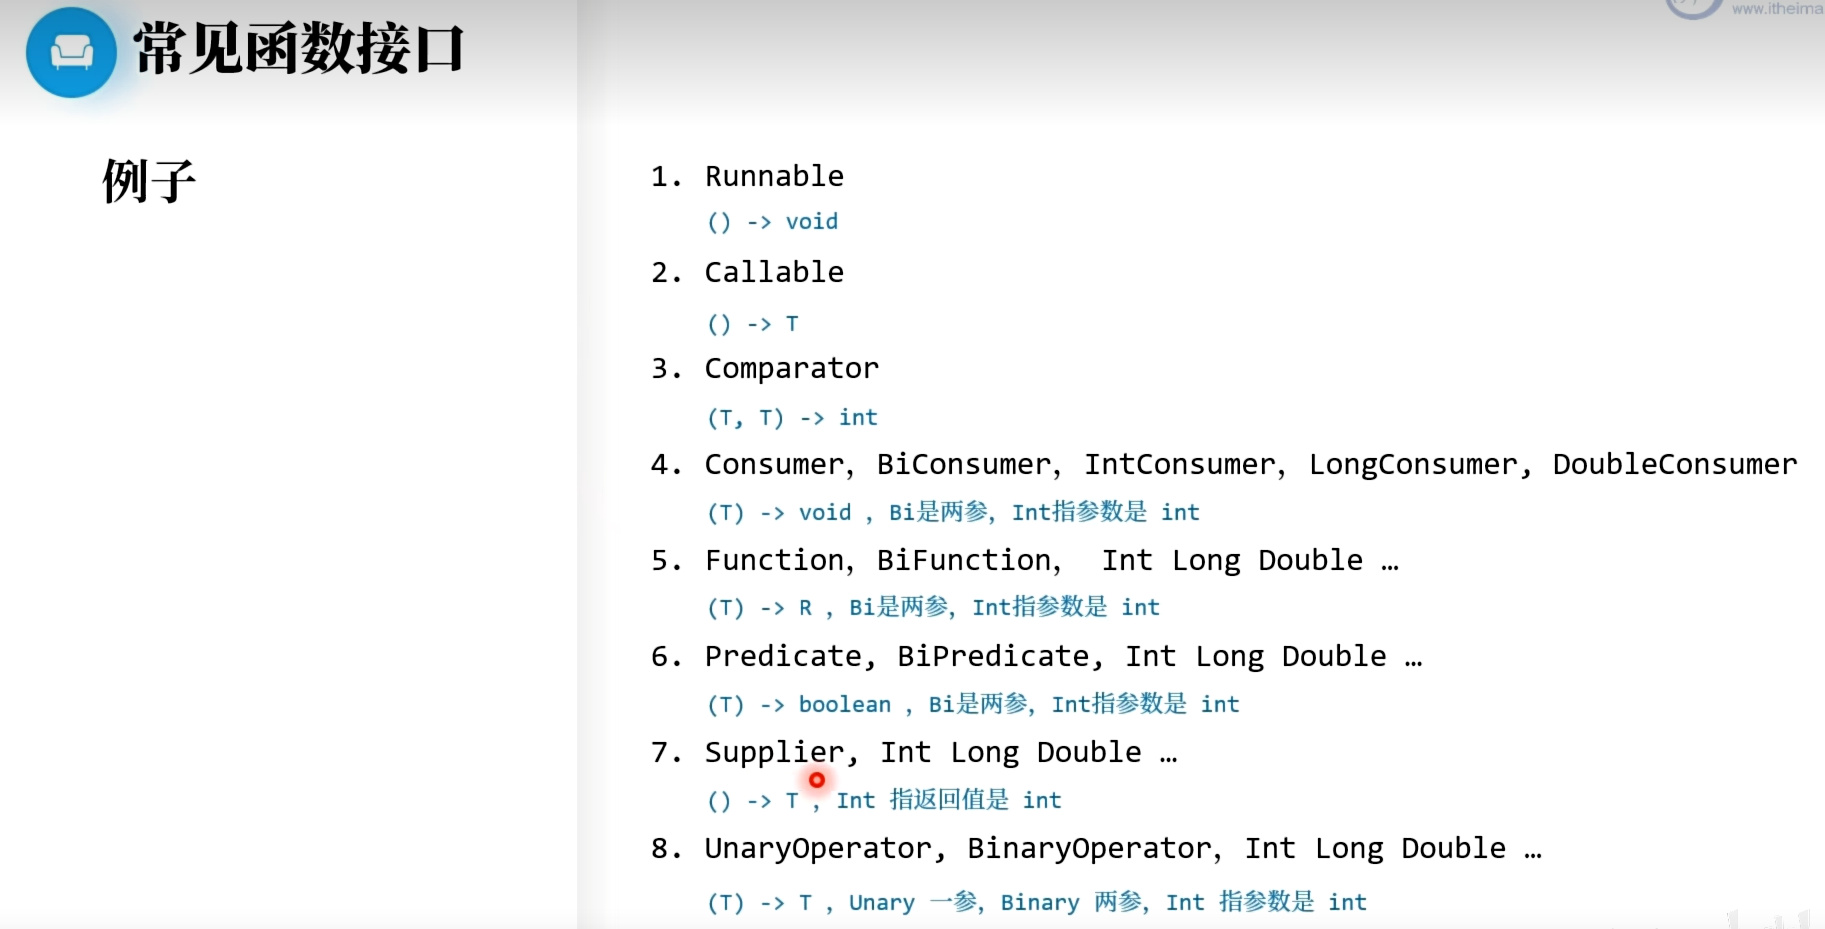 常见函数接口
www.itheima
例子
1. Runnable
() -> void
2. Callable
() -> T
3. Comparator
(T, T) -> int
4. Consumer, BiConsumer, IntConsumer, LongConsumer, DoubleConsumer
(T) -> void , Bi是两参, Int指参数是 int
5. Function, BiFunction, Int Long Double …
(T) -> R , Bi是两参, Int指参数是 int
6. Predicate, BiPredicate, Int Long Double …
(T) -> boolean , Bi是两参, Int指参数是 int
7. Supplier, Int Long Double …
() -> T , Int 指返回值是 int
8. UnaryOperator, BinaryOperator, Int Long Double …
(T) -> T , Unary 一参, Binary 两参, Int 指参数是 int